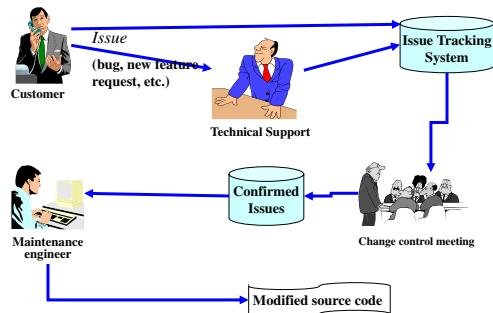 Issue
(bug, new feature
request, etc.)
Customer
Technical Support
Issue Tracking
System
Confirmed
Issues
Maintenance
engineer
Change control meeting
Modified source code